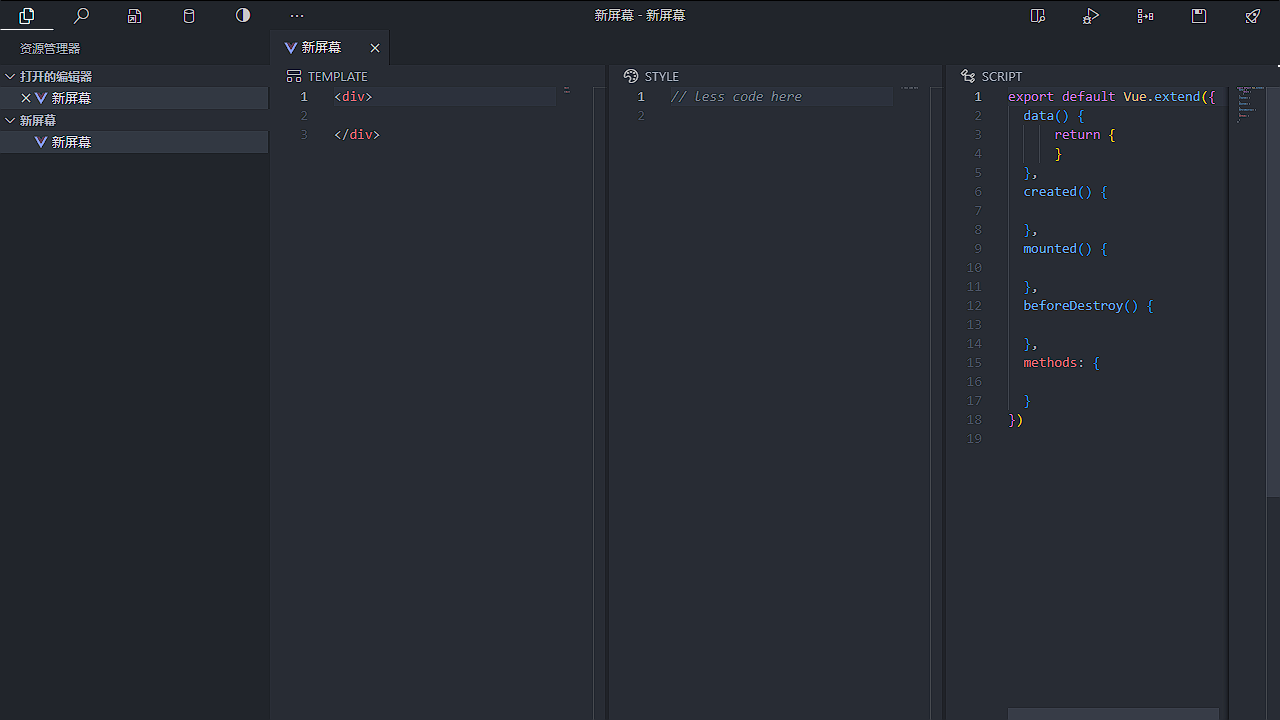 新屏幕 - 新屏幕
资源管理器
打开的编辑器
新屏幕
新屏幕
新屏幕
新屏幕
TEMPLATE
1 <div>
2
3 </div>
STYLE
1 // less code here
2
SCRIPT
1 export default Vue.extend({
2 data() {
3 return {
4 }
5 },
6 created() {
7
8 },
9 mounted() {
10
11 },
12 beforeDestroy() {
13
14 },
15 methods: {
16
17 }
18 })
19